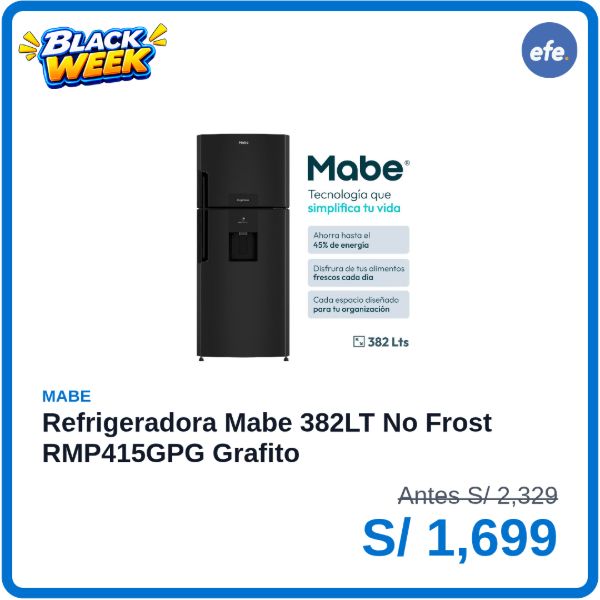 BLACK
WEEK
efe.
Mabe
Mabe®
Tecnología que
simplifica tu vida
Ahorra hasta el
45% de energía
Disfrura de tus alimentos
frescos cada día
Cada espacio diseñado
para tu organización
382 Lts
MABE
Refrigeradora Mabe 382LT No Frost
RMP415GPG Grafito
Antes S/ 2,329
S/ 1,699